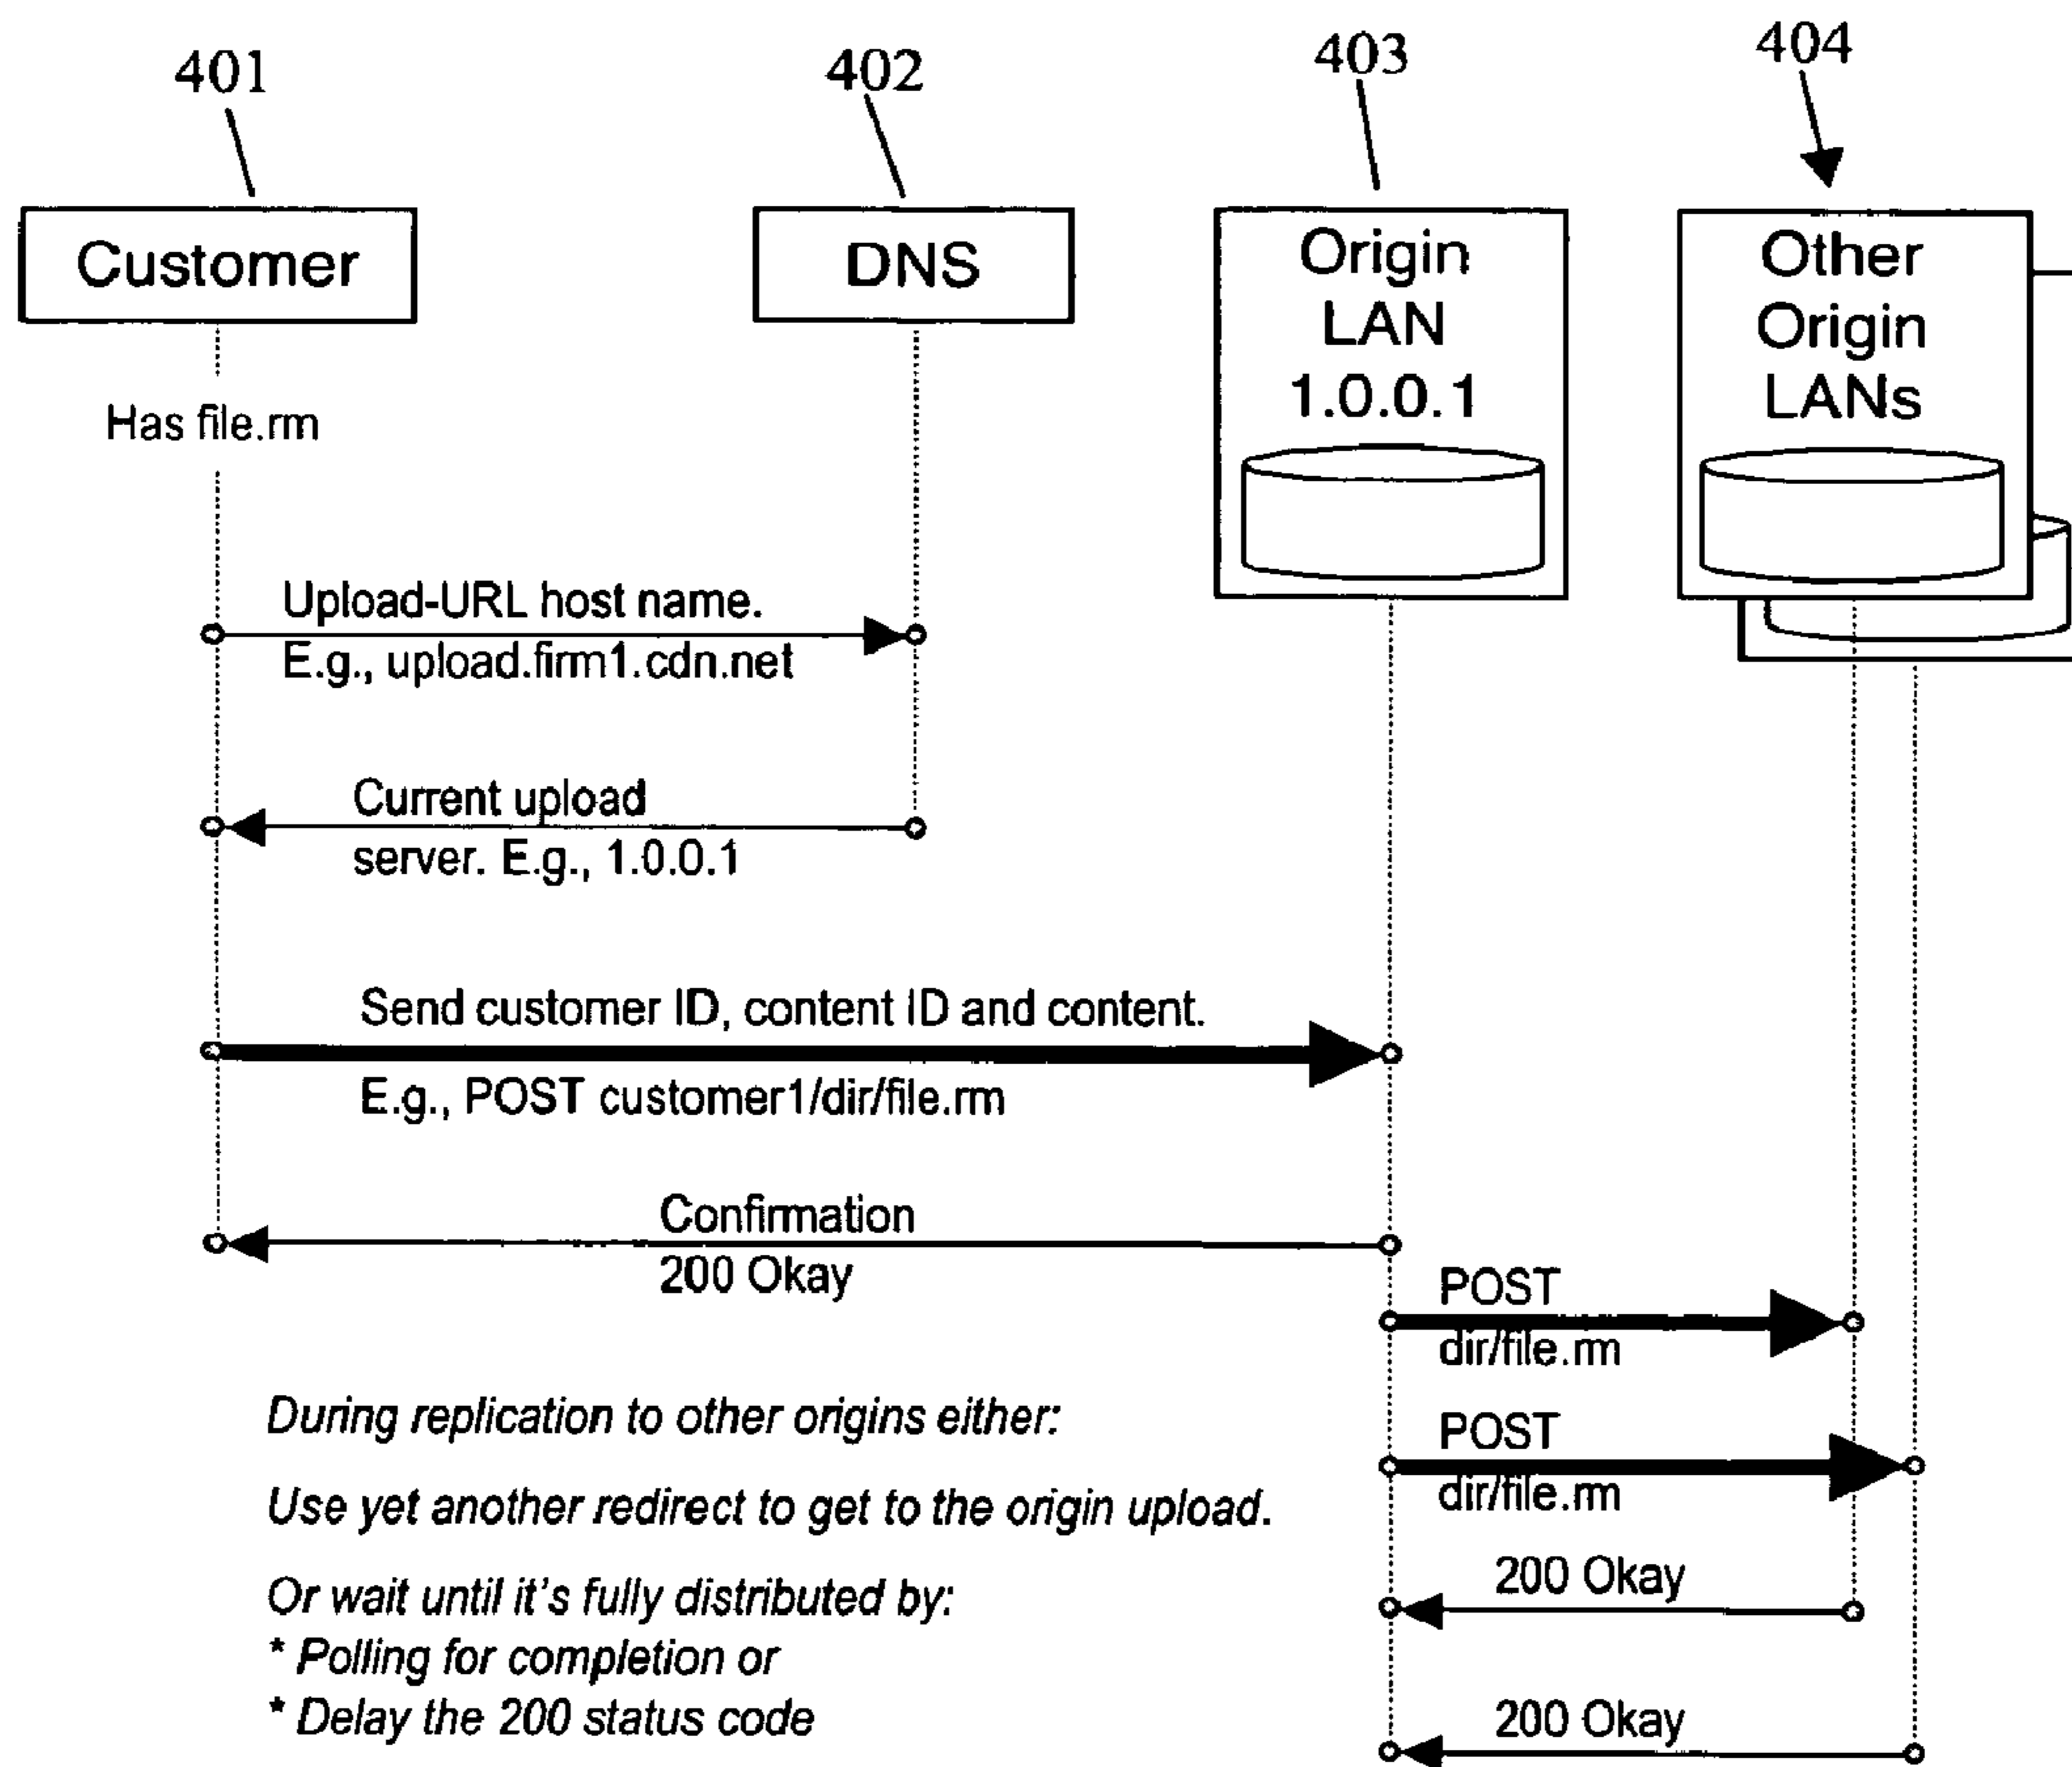 401
402
403
404
Customer
DNS
Origin
LAN
1.0.0.1
Other
Origin
LANs
Has file.rm
Upload-URL host name.
E.g., upload.firm1.cdn.net
Current upload
server. E.g., 1.0.0.1
Send customer ID, content ID and content.
E.g., POST customer1/dir/file.rm
Confirmation
200 Okay
POST
dir/file.rm
During replication to other origins either:
POST
dir/file.rm
Use yet another redirect to get to the origin upload.
Or wait until it's fully distributed by:
* Polling for completion or
* Delay the 200 status code
200 Okay
200 Okay